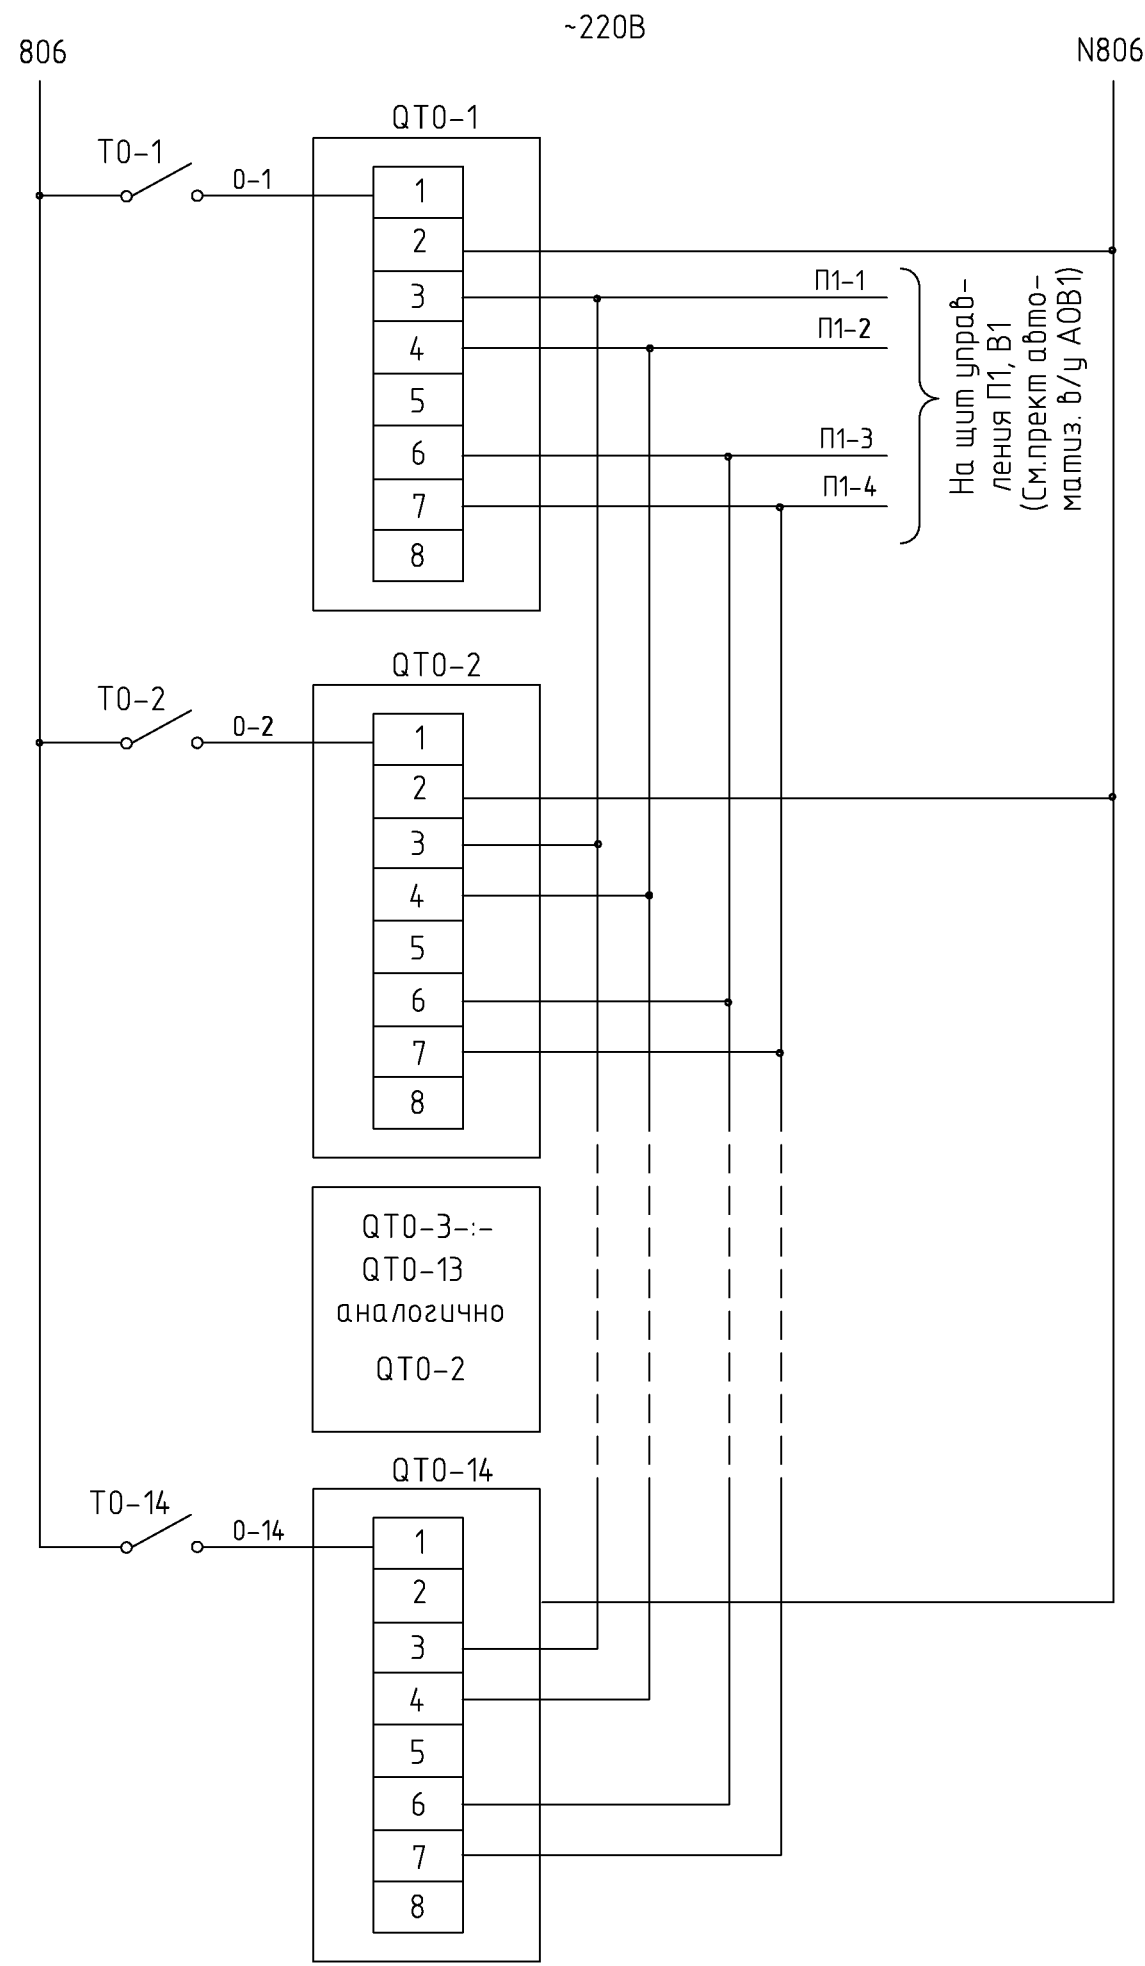 ~220В
806
N806
QT0-1
T0-1
0-1
1
2
3
4
5
6
7
8
П1-1
П1-2
П1-3
П1-4
На щит управ-
ления П1, В1
(См.прект авто-
матиз. в/у АОВ1)
QT0-2
T0-2
0-2
1
2
3
4
5
6
7
8
QT0-3-:-
QT0-13
аналогично
QT0-2
QT0-14
T0-14
0-14
1
2
3
4
5
6
7
8